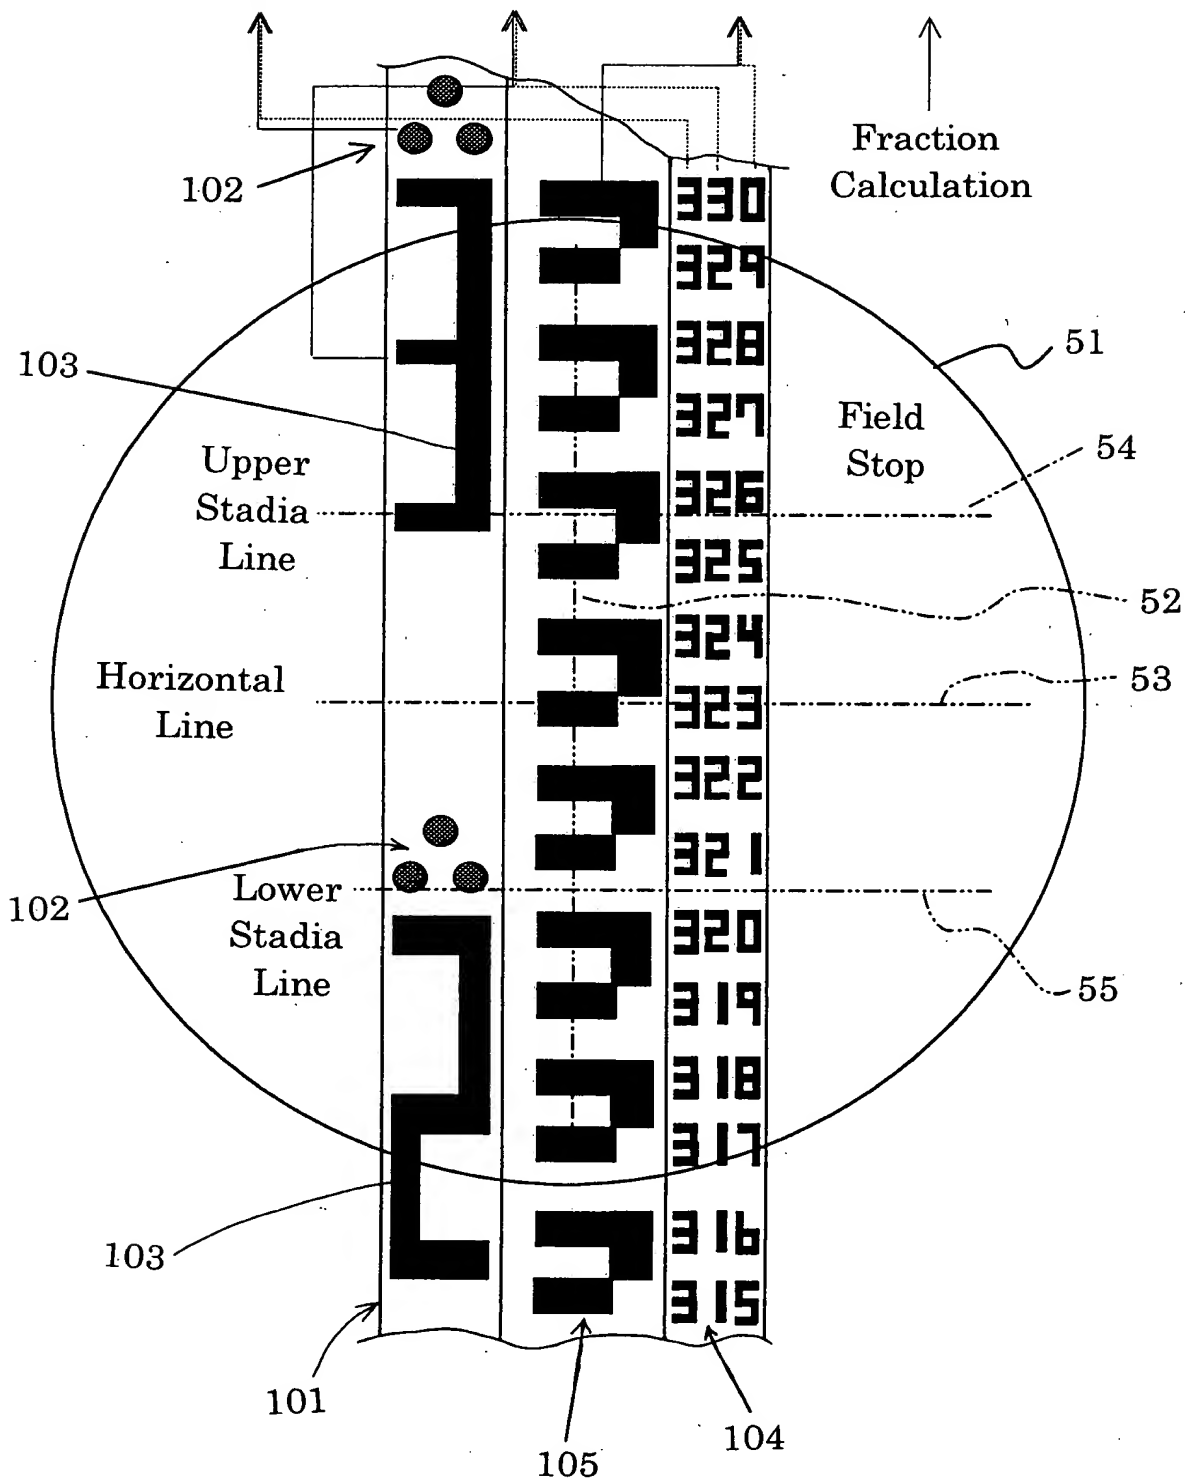 Fraction
Calculation
102
330
329
51
328
103
327
Field
Stop
54
Upper
Stadia
Line
326
325
52
324
Horizontal
Line
53
323
322
321
102
Lower
Stadia
Line
320
55
319
318
317
103
316
315
101
104
105